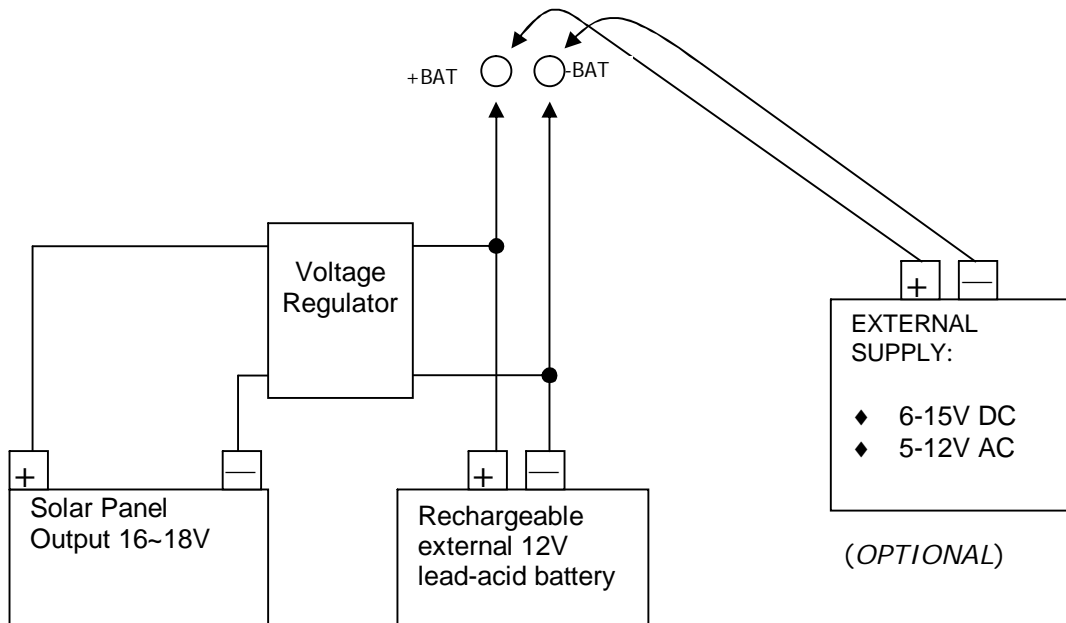 +BAT
-BAT
Voltage
Regulator
+
—
EXTERNAL
SUPPLY:
♦ 6-15V DC
♦ 5-12V AC
+
—
Solar Panel
Output 16~18V
+
—
Rechargeable
external 12V
lead-acid battery
(OPTIONAL)